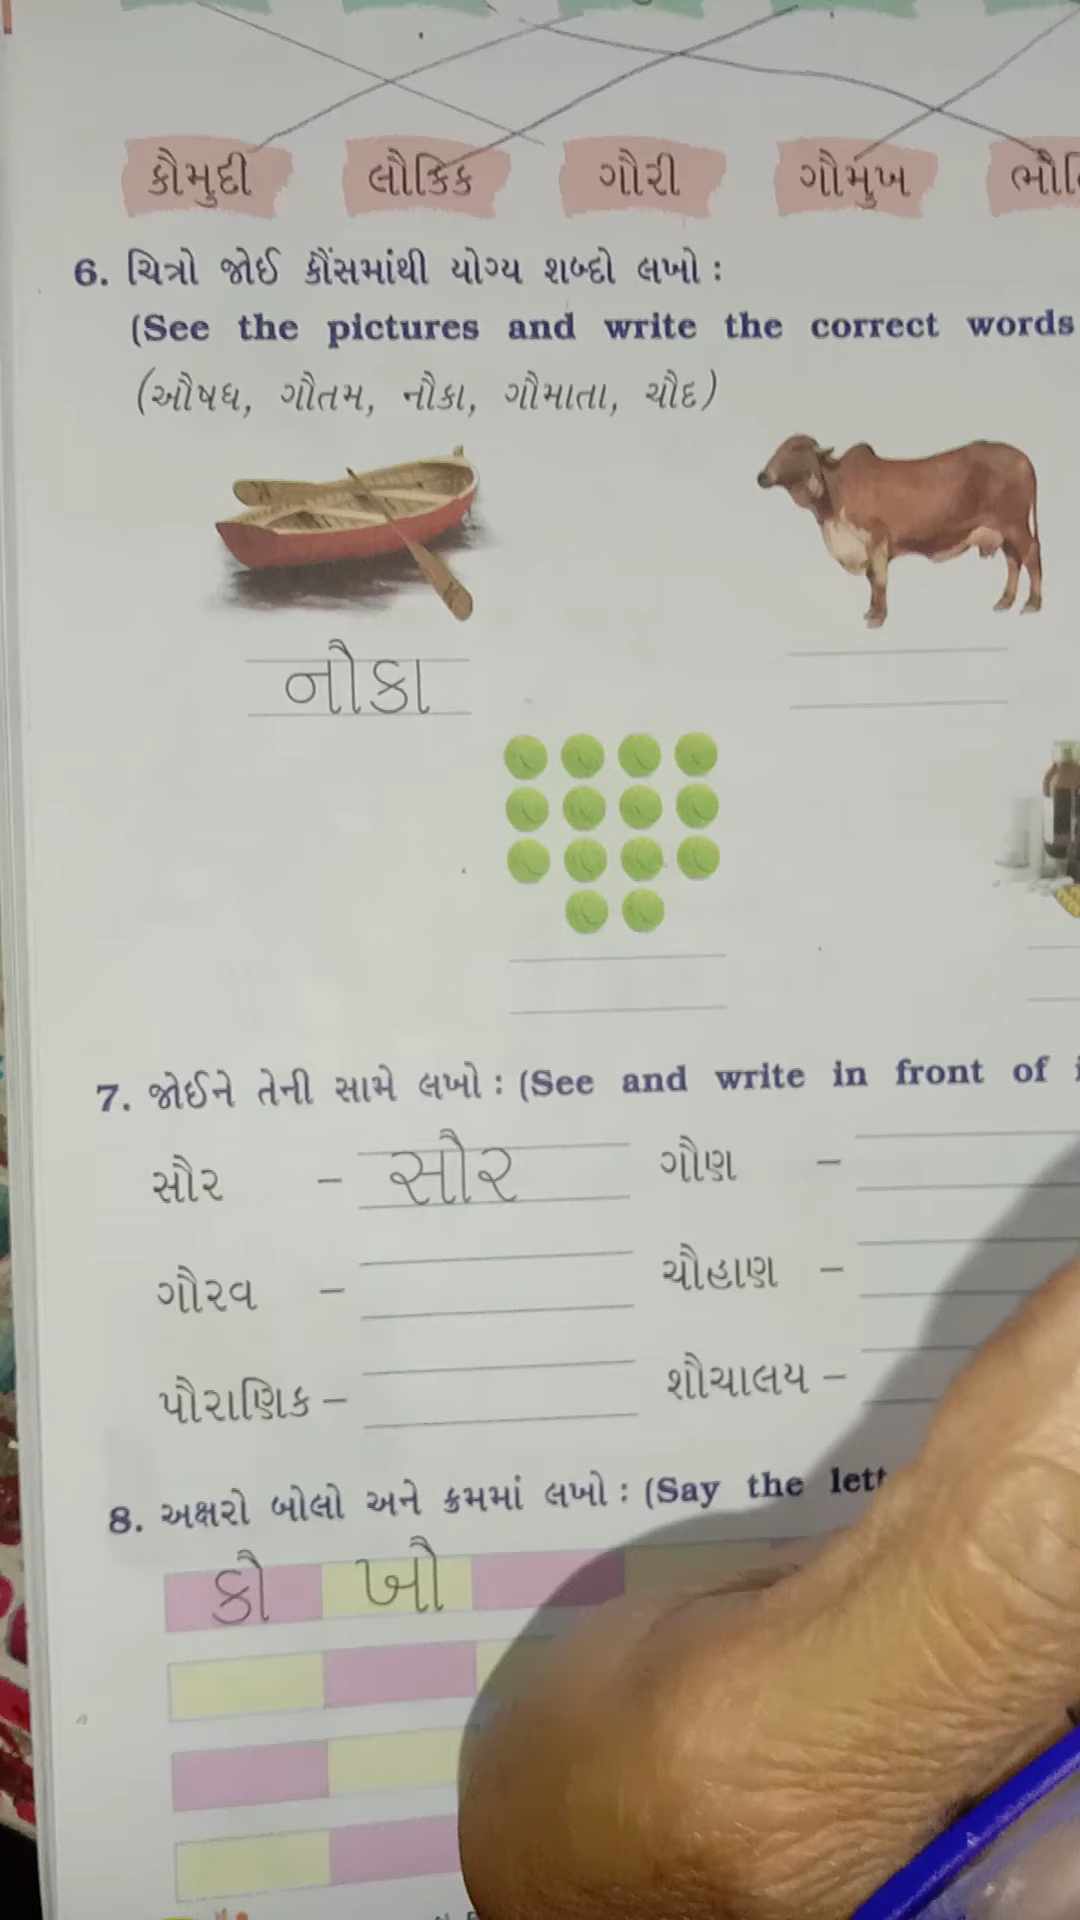 કૌમુદી લૌકિક ગૌરી ગૌમુખ
6. ચિત્રો જોઈ કૌંસમાંથી યોગ્ય શબ્દો લખો :
(See the pictures and write the correct words
(ઔષધ, ગૌતમ, નૌકા, ગૌમાતા, ચૌદ)
નૌકા
7. જોઈને તેની સામે લખો : (See and write in front of
સૌર – સૌર ગૌણ –
ગૌરવ – ચૌહાણ –
પૌરાણિક – શૌચાલય –
8. અક્ષરો બોલો અને ક્રમમાં લખો : (Say the
કૌ ખૌ